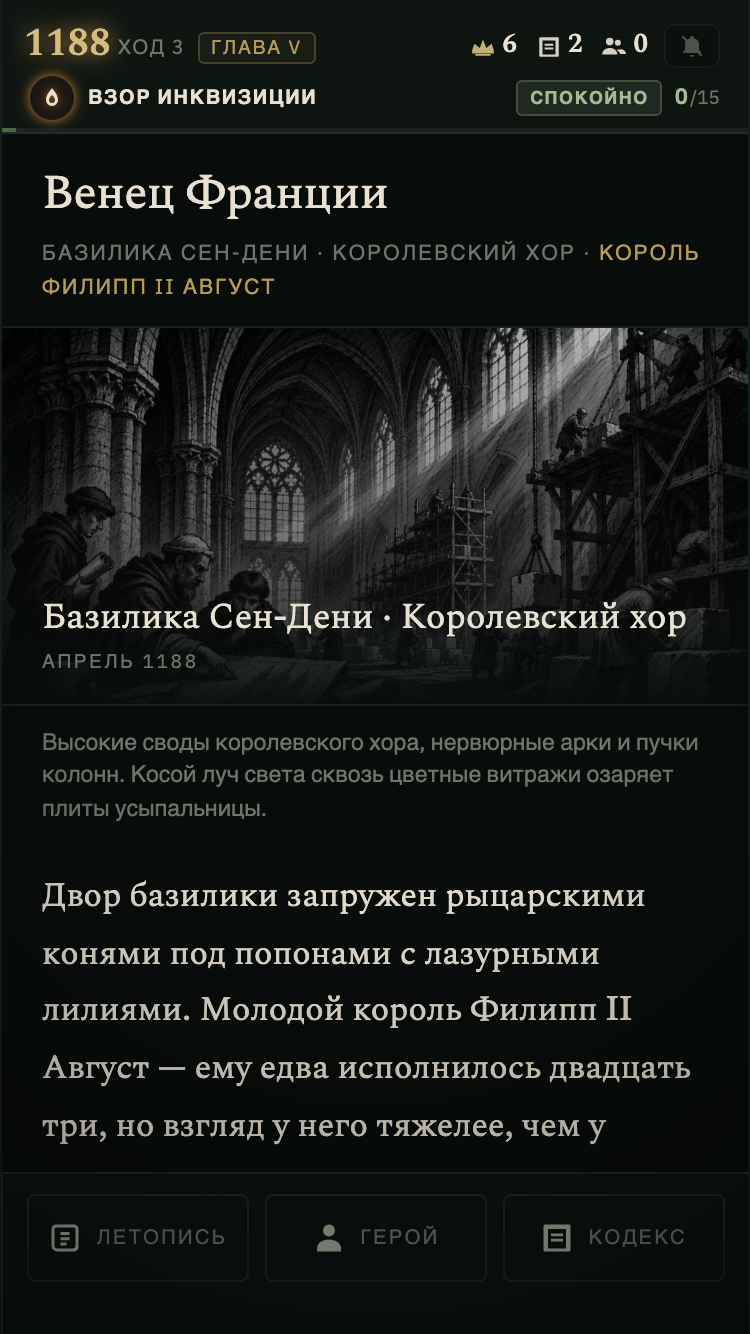 1188 ХОД 3 ГЛАВА V 6 2 0
ВЗОР ИНКВИЗИЦИИ СПОКОЙНО 0/15
Венец Франции
БАЗИЛИКА СЕН-ДЕНИ · КОРОЛЕВСКИЙ ХОР · КОРОЛЬ
ФИЛИПП II АВГУСТ
Базилика Сен-Дени · Королевский хор
АПРЕЛЬ 1188
Высокие своды королевского хора, нервюрные арки и пучки
колонн. Косой луч света сквозь цветные витражи озаряет
плиты усыпальницы.
Двор базилики запружен рыцарскими
конями под попонами с лазурными
лилиями. Молодой король Филипп II
Август — ему едва исполнилось двадцать
три, но взгляд у него тяжелее, чем у
ЛЕТОПИСЬ ГЕРОЙ КОДЕКС